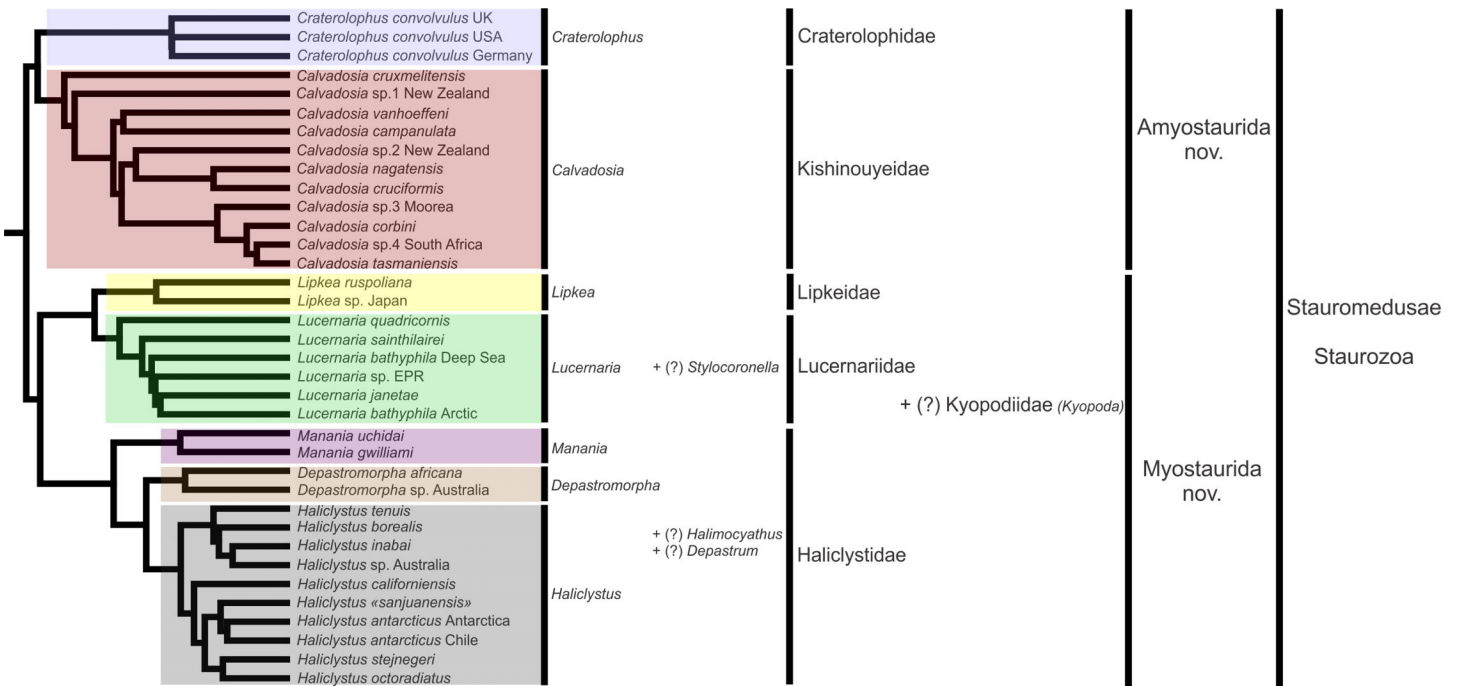 Craterolophus convolvulus UK
Craterolophus convolvulus USA
Craterolophus convolvulus Germany
Calvadosia cruxmelitensis
Calvadosia sp.1 New Zealand
Calvadosia vanhoeffeni
Calvadosia campanulata
Calvadosia sp.2 New Zealand
Calvadosia nagatensis
Calvadosia cruciformis
Calvadosia sp.3 Moorea
Calvadosia corbini
Calvadosia sp.4 South Africa
Calvadosia tasmaniensis
Lipkea ruspoliana
Lipkea sp. Japan
Lucernaria quadricornis
Lucernaria sainthilairei
Lucernaria bathyphila Deep Sea
Lucernaria sp. EPR
Lucernaria janetae
Lucernaria bathyphila Arctic
Manania uchidai
Manania gwilliami
Depastromorpha africana
Depastromorpha sp. Australia
Haliclystus tenuis
Haliclystus borealis
Haliclystus inabai
Haliclystus sp. Australia
Haliclystus californiensis
Haliclystus «sanjuanensis»
Haliclystus antarcticus Antarctica
Haliclystus antarcticus Chile
Haliclystus stejnegeri
Haliclystus octoradiatus
Craterolophus
Calvadosia
Lipkea
Lucernaria
Manania
Depastromorpha
Haliclystus
+ (?) Stylocoronella
+ (?) Halimocyathus
+ (?) Depastrum
Craterolophidae
Kishinouyeidae
Lipkeidae
Lucernariidae
+ (?) Kyopodiidae (Kyopoda)
Haliclystidae
Amyostaurida
nov.
Myostaurida
nov.
Stauromedusae
Staurozoa